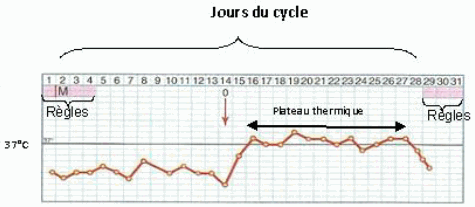 Jours du cycle
1 2 3 4 5 6 7 8 9 10 11 12 13 14 15 16 17 18 19 20 21 22 23 24 25 26 27 28 29 30 31
M
O
Règles
Plateau thermique
Règles
37°C
37°